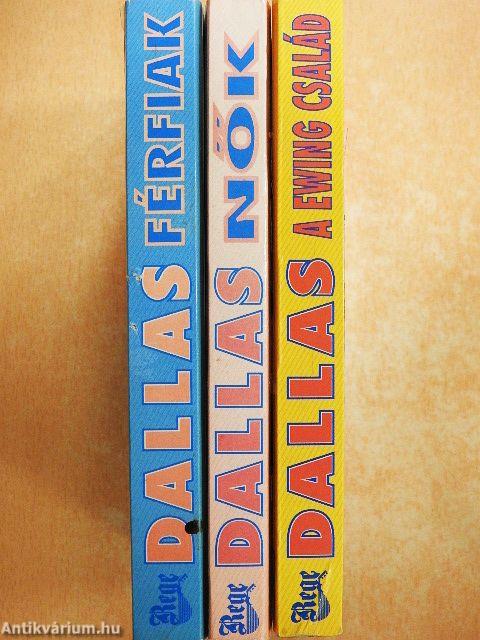 Rege DALLAS FÉRFIAK
Rege DALLAS NŐK
Rege DALLAS A EWING CSALÁD
Antikvárium.hu